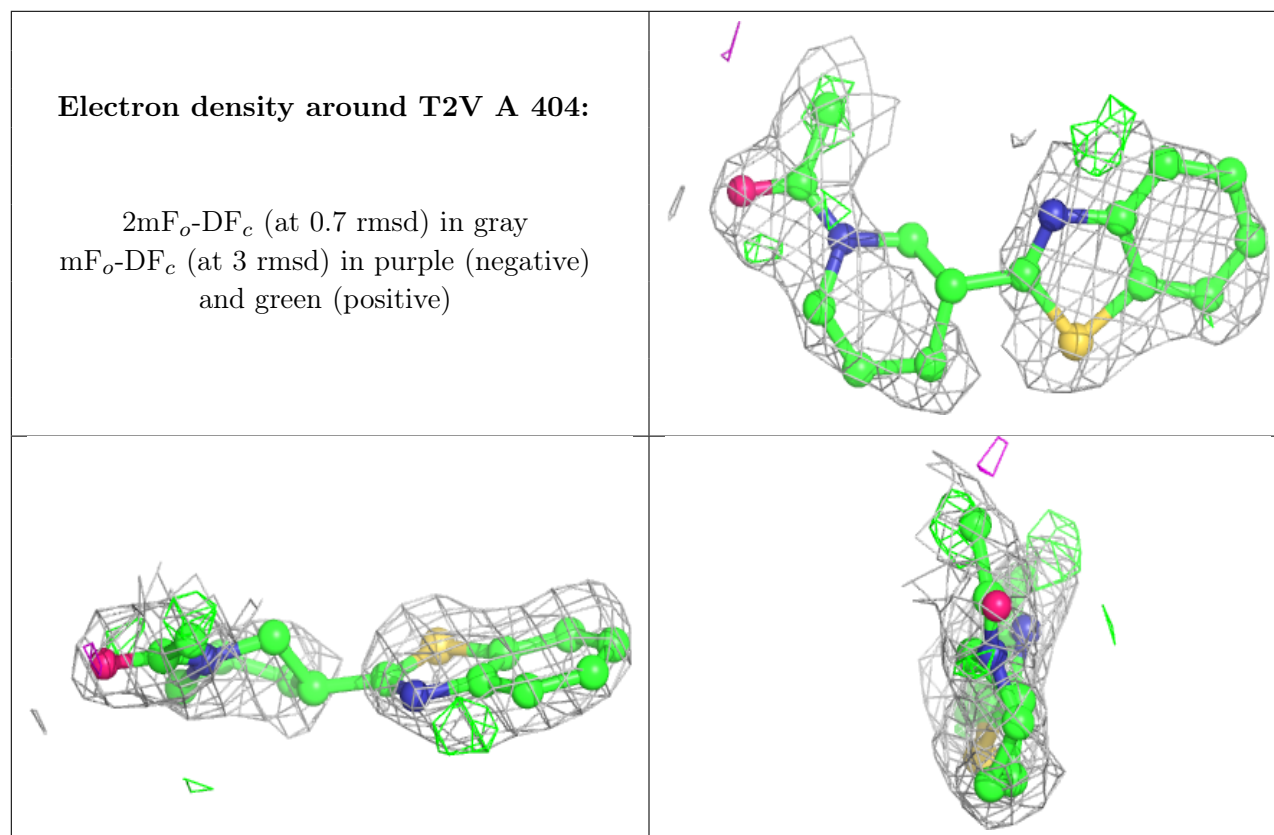 Electron density around T2V A 404:
2mFo-DFc (at 0.7 rmsd) in gray
mFo-DFc (at 3 rmsd) in purple (negative)
and green (positive)